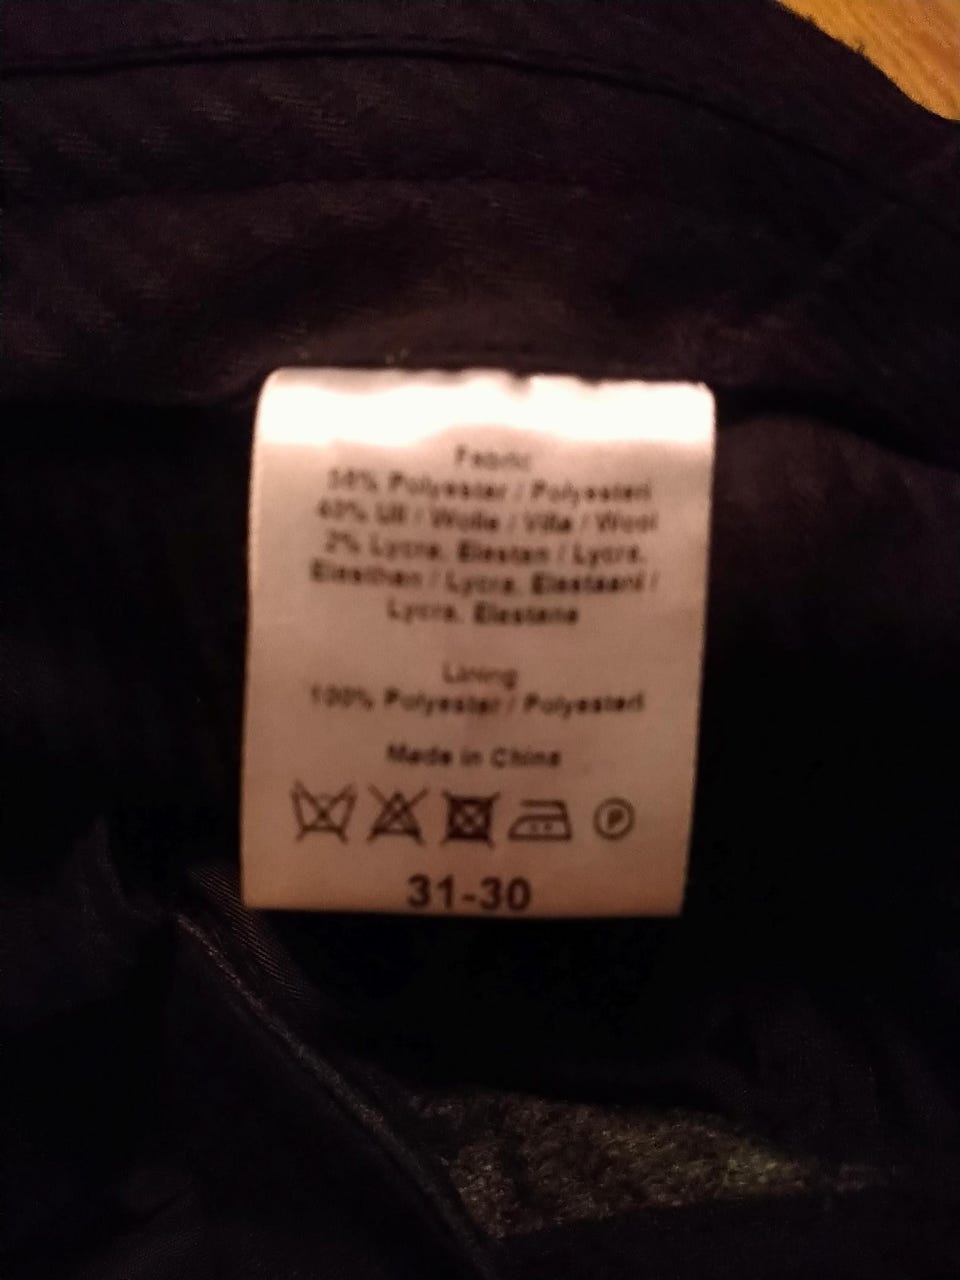 Fabric
58% Polyester / Polyesteri
40% Ull / Wolle / Villa / Wool
2% Lycra, Elastan / Lycra,
Elasthan / Lycra, Elastaani /
Lycra, Elastane
Lining
100% Polyester / Polyesteri
Made in China
P
31-30